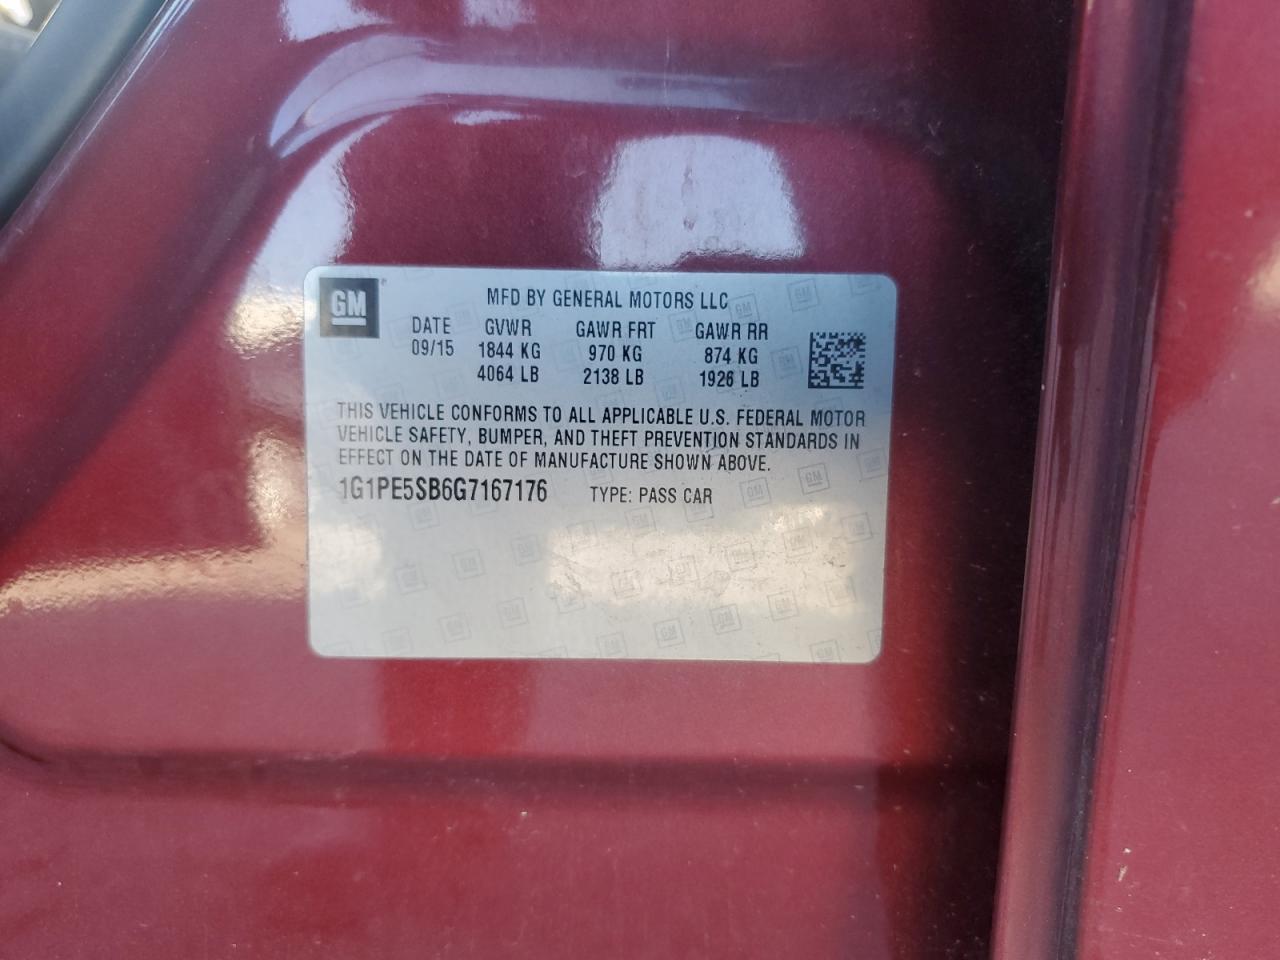 GM
MFD BY GENERAL MOTORS LLC
DATE GVWR GAWR FRT GAWR RR
09/15 1844 KG 970 KG 874 KG
4064 LB 2138 LB 1926 LB
THIS VEHICLE CONFORMS TO ALL APPLICABLE U.S. FEDERAL MOTOR
VEHICLE SAFETY, BUMPER, AND THEFT PREVENTION STANDARDS IN
EFFECT ON THE DATE OF MANUFACTURE SHOWN ABOVE.
1G1PE5SB6G7167176 TYPE: PASS CAR